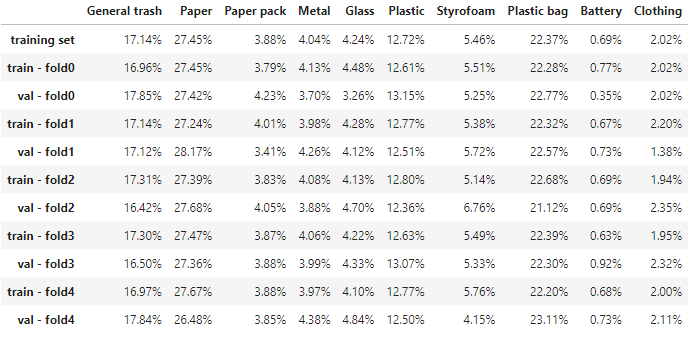 General trash Paper Paper pack Metal Glass Plastic Styrofoam Plastic bag Battery Clothing
training set 17.14% 27.45% 3.88% 4.04% 4.24% 12.72% 5.46% 22.37% 0.69% 2.02%
train - fold0 16.96% 27.45% 3.79% 4.13% 4.48% 12.61% 5.51% 22.28% 0.77% 2.02%
val - fold0 17.85% 27.42% 4.23% 3.70% 3.26% 13.15% 5.25% 22.77% 0.35% 2.02%
train - fold1 17.14% 27.24% 4.01% 3.98% 4.28% 12.77% 5.38% 22.32% 0.67% 2.20%
val - fold1 17.12% 28.17% 3.41% 4.26% 4.12% 12.51% 5.72% 22.57% 0.73% 1.38%
train - fold2 17.31% 27.39% 3.83% 4.08% 4.13% 12.80% 5.14% 22.68% 0.69% 1.94%
val - fold2 16.42% 27.68% 4.05% 3.88% 4.70% 12.36% 6.76% 21.12% 0.69% 2.35%
train - fold3 17.30% 27.47% 3.87% 4.06% 4.22% 12.63% 5.49% 22.39% 0.63% 1.95%
val - fold3 16.50% 27.36% 3.88% 3.99% 4.33% 13.07% 5.33% 22.30% 0.92% 2.32%
train - fold4 16.97% 27.67% 3.88% 3.97% 4.10% 12.77% 5.76% 22.20% 0.68% 2.00%
val - fold4 17.84% 26.48% 3.85% 4.38% 4.84% 12.50% 4.15% 23.11% 0.73% 2.11%